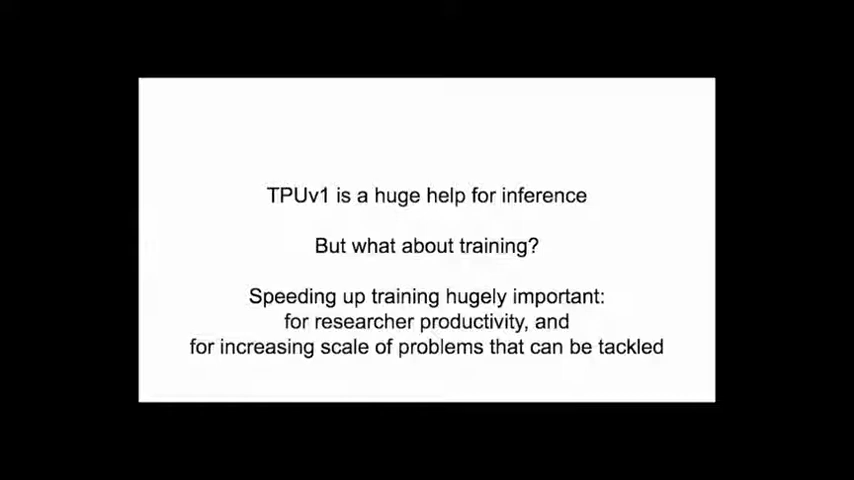 TPUv1 is a huge help for inference
But what about training?
Speeding up training hugely important:
for researcher productivity, and
for increasing scale of problems that can be tackled